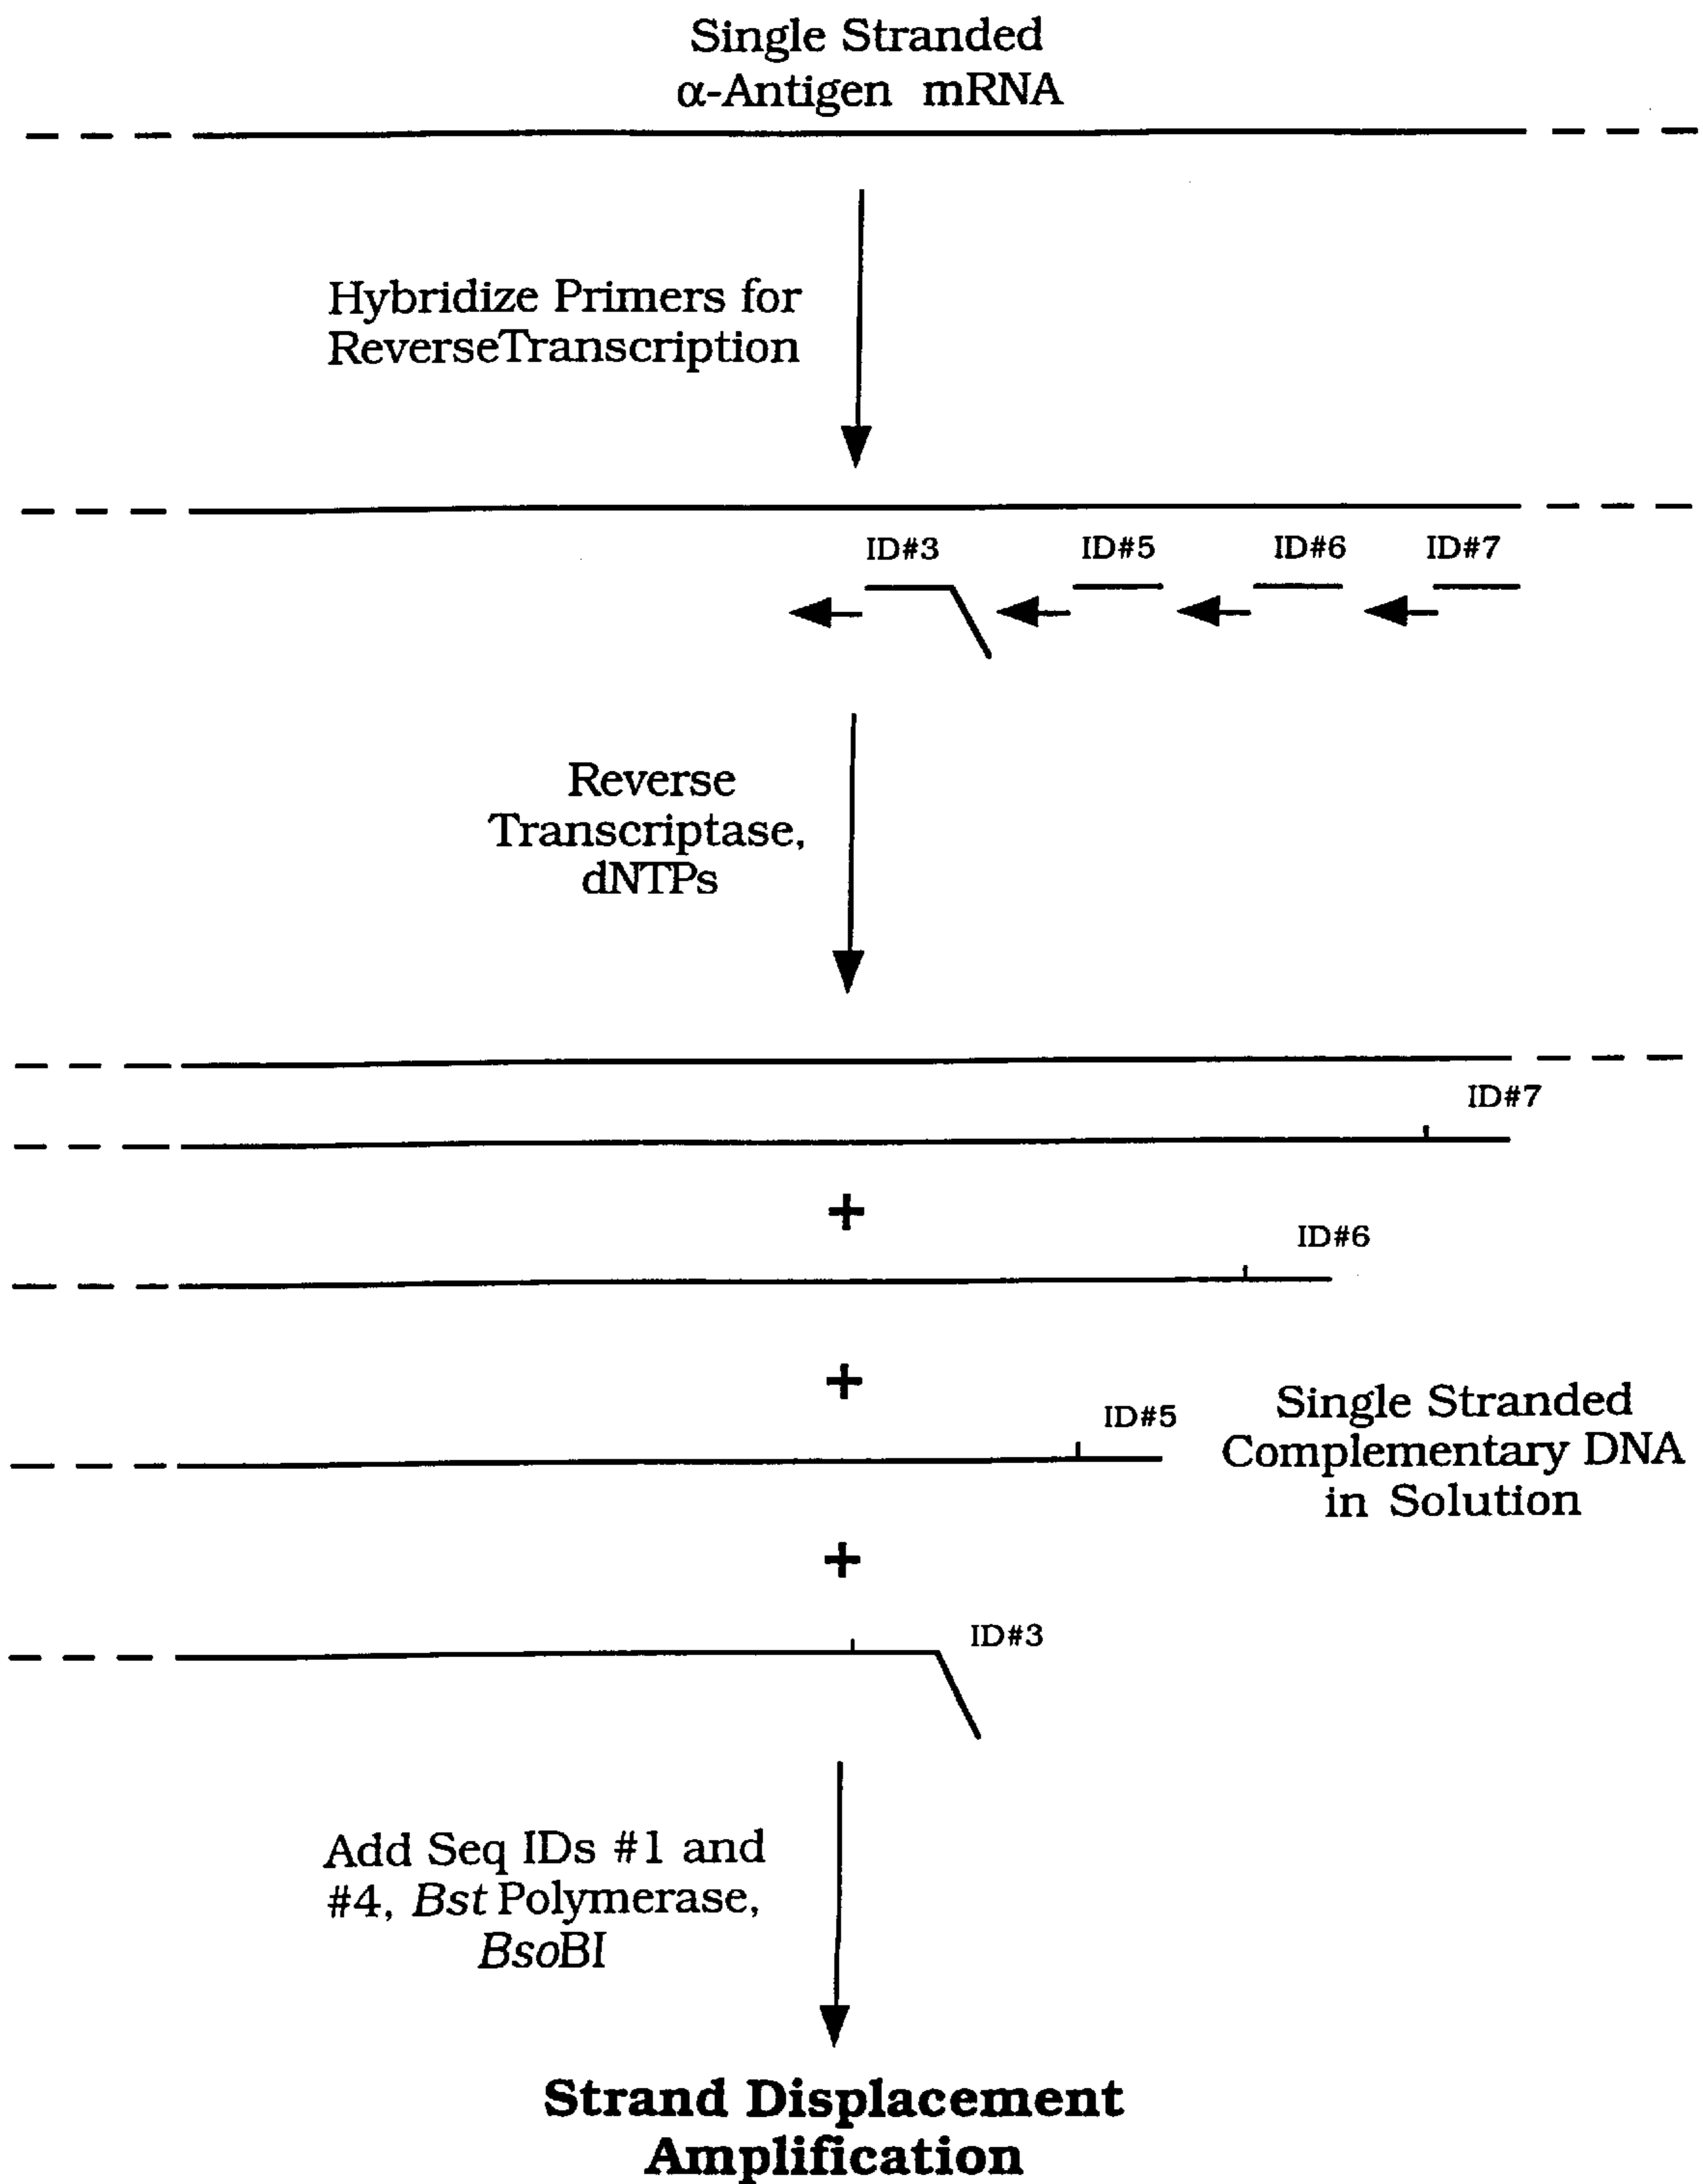 Single Stranded
α-Antigen mRNA
Hybridize Primers for
ReverseTranscription
ID#3 ID#5 ID#6 ID#7
Reverse
Transcriptase,
dNTPs
ID#7
+
ID#6
+
ID#5
Single Stranded
Complementary DNA
in Solution
+
ID#3
Add Seq IDs #1 and
#4, Bst Polymerase,
BsoBI
Strand Displacement
Amplification